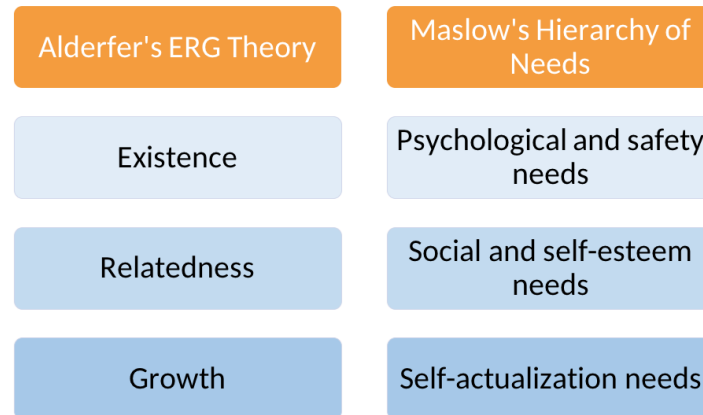 Alderfer's ERG Theory
Maslow's Hierarchy of
Needs
Existence
Psychological and safety
needs
Relatedness
Social and self-esteem
needs
Growth
Self-actualization needs